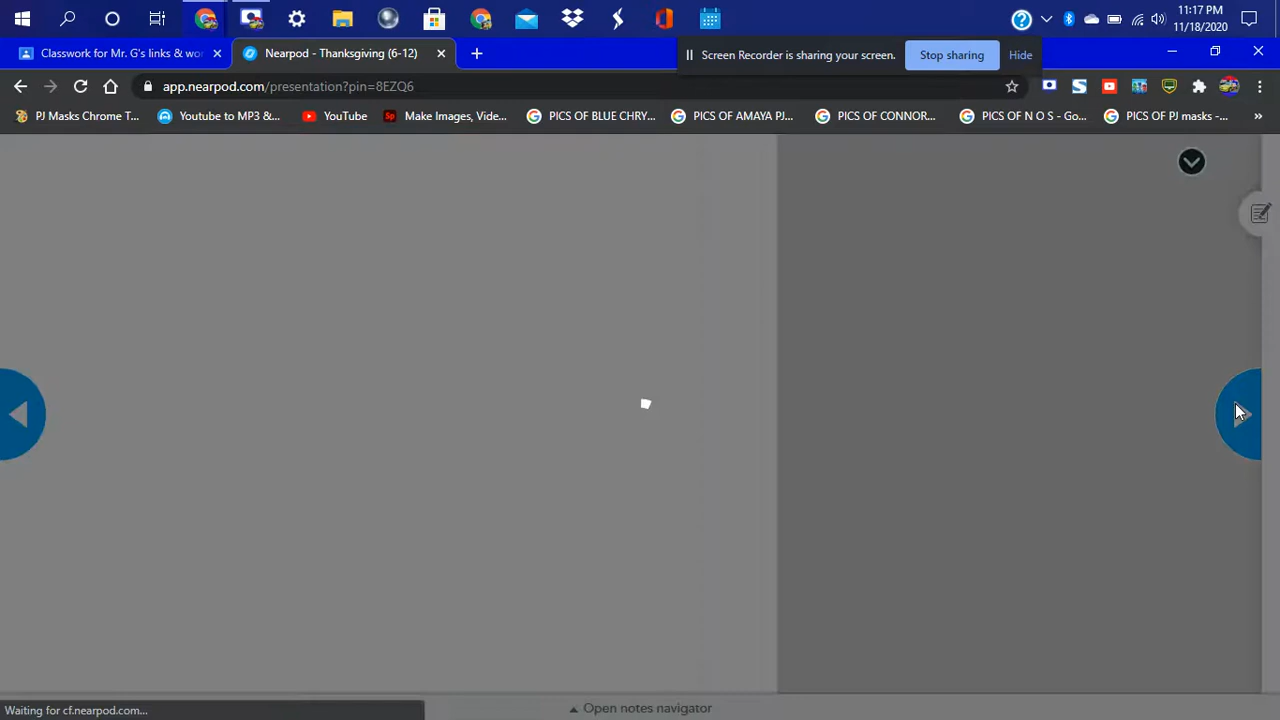 11:17 PM
11/18/2020
Classwork for Mr. G's links & wor
Nearpod - Thanksgiving (6-12)
Screen Recorder is sharing your screen.
Stop sharing
Hide
app.nearpod.com/presentation?pin=8EZQ6
PJ Masks Chrome T...
Youtube to MP3 &...
YouTube
Sp
Make Images, Vide...
PICS OF BLUE CHRY...
PICS OF AMAYA PJ...
PICS OF CONNOR...
PICS OF N O S - Go...
PICS OF PJ masks -...
Waiting for cf.nearpod.com...
Open notes navigator